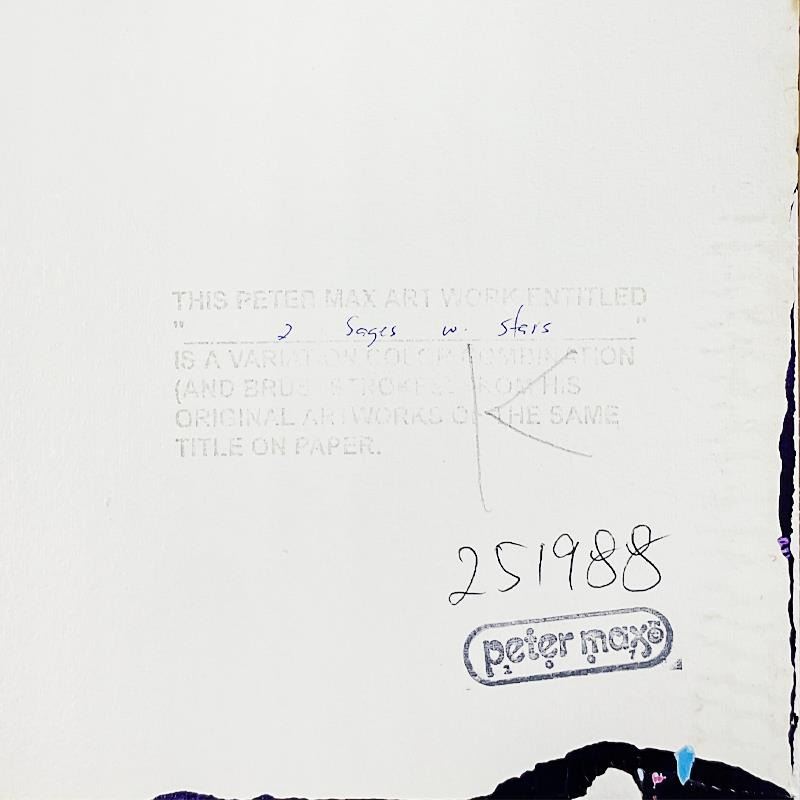 THIS PETER MAX ART WORK ENTITLED
" 2 Sages w. Stars "
IS A VARIATION COLOR COMBINATION
(AND BRUSH STROKES) FROM HIS
ORIGINAL ARTWORKS OF THE SAME
TITLE ON PAPER.
K
251988
peter max